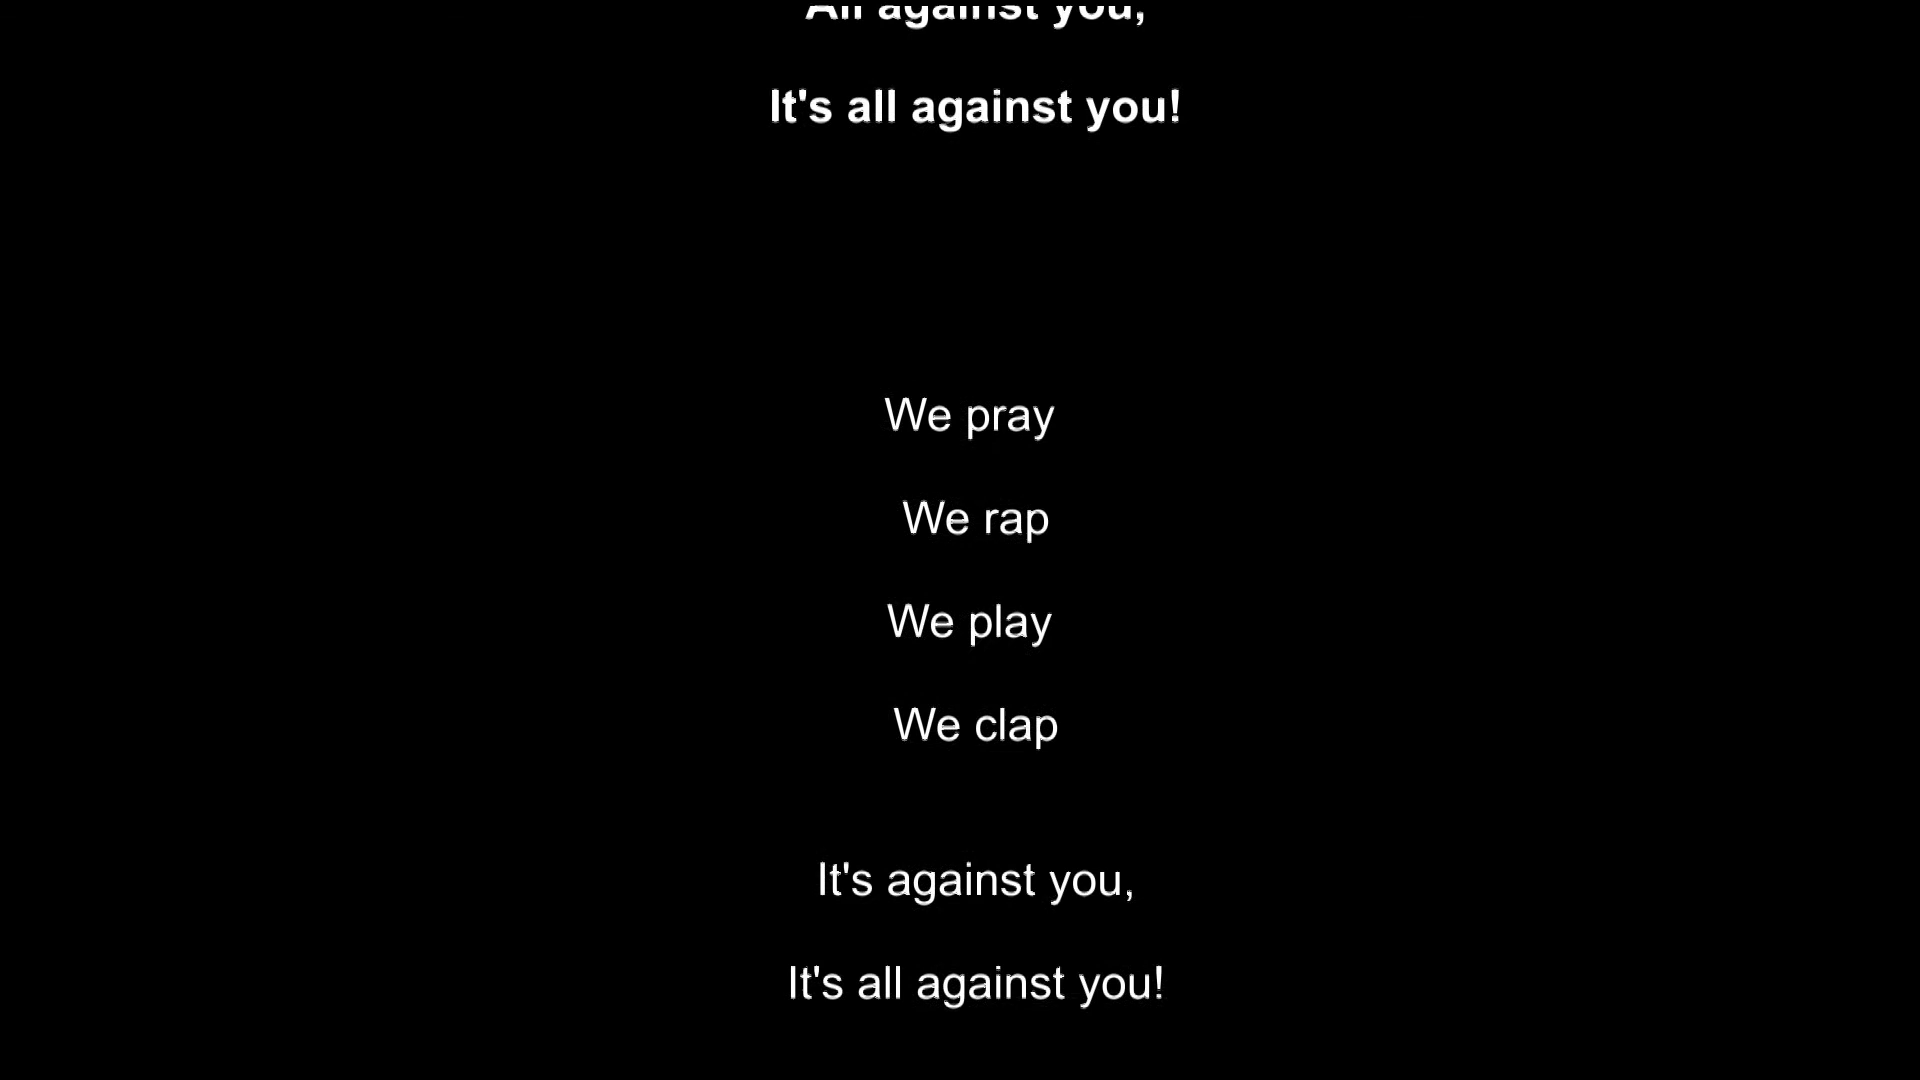 All against you,
It's all against you!
We pray
We rap
We play
We clap
It's against you,
It's all against you!